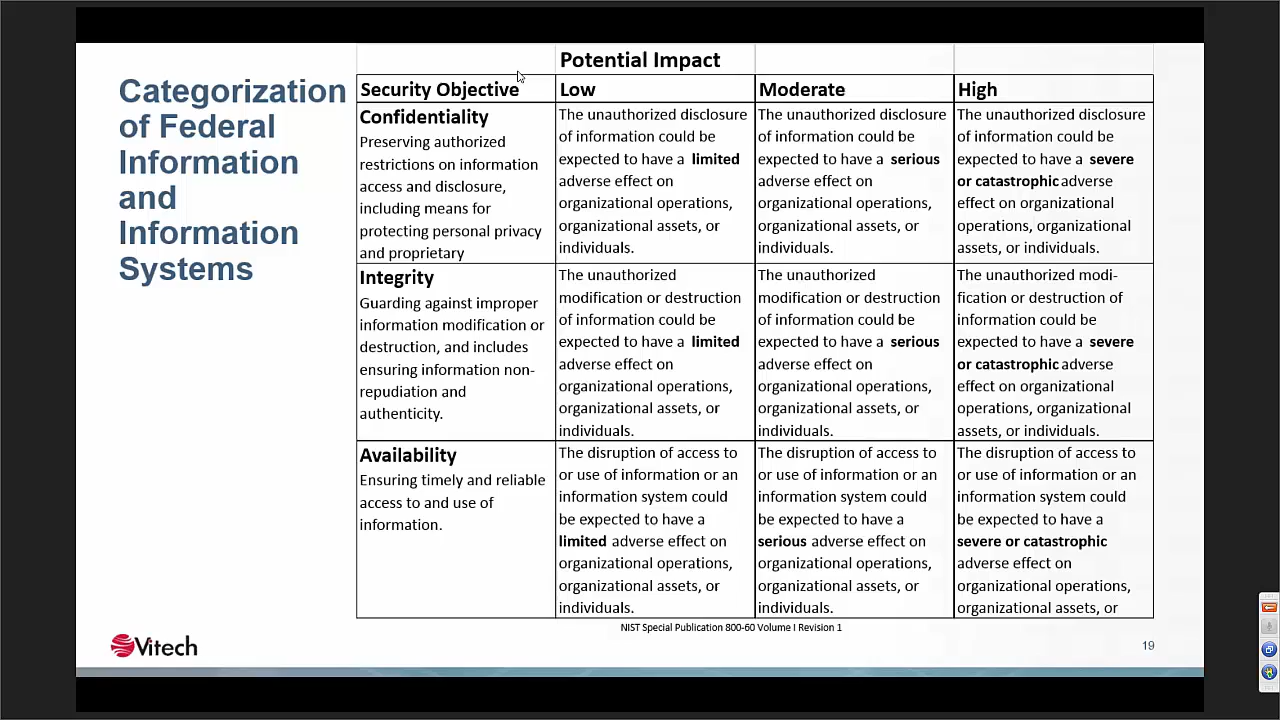 Categorization
of Federal
Information
and
Information
Systems
Potential Impact
Security Objective
Low
Moderate
High
Confidentiality
Preserving authorized
restrictions on information
access and disclosure,
including means for
protecting personal privacy
and proprietary
The unauthorized disclosure
of information could be
expected to have a limited
adverse effect on
organizational operations,
organizational assets, or
individuals.
The unauthorized disclosure
of information could be
expected to have a serious
adverse effect on
organizational operations,
organizational assets, or
individuals.
The unauthorized disclosure
of information could be
expected to have a severe
or catastrophic adverse
effect on organizational
operations, organizational
assets, or individuals.
Integrity
Guarding against improper
information modification or
destruction, and includes
ensuring information non-
repudiation and
authenticity.
The unauthorized
modification or destruction
of information could be
expected to have a limited
adverse effect on
organizational operations,
organizational assets, or
individuals.
The unauthorized
modification or destruction
of information could be
expected to have a serious
adverse effect on
organizational operations,
organizational assets, or
individuals.
The unauthorized modi-
fication or destruction of
information could be
expected to have a severe
or catastrophic adverse
effect on organizational
operations, organizational
assets, or individuals.
Availability
Ensuring timely and reliable
access to and use of
information.
The disruption of access to
or use of information or an
information system could
be expected to have a
limited adverse effect on
organizational operations,
organizational assets, or
individuals.
The disruption of access to
or use of information or an
information system could
be expected to have a
serious adverse effect on
organizational operations,
organizational assets, or
individuals.
The disruption of access to
or use of information or an
information system could
be expected to have a
severe or catastrophic
adverse effect on
organizational operations,
organizational assets, or
NIST Special Publication 800-60 Volume I Revision 1
Vitech
19